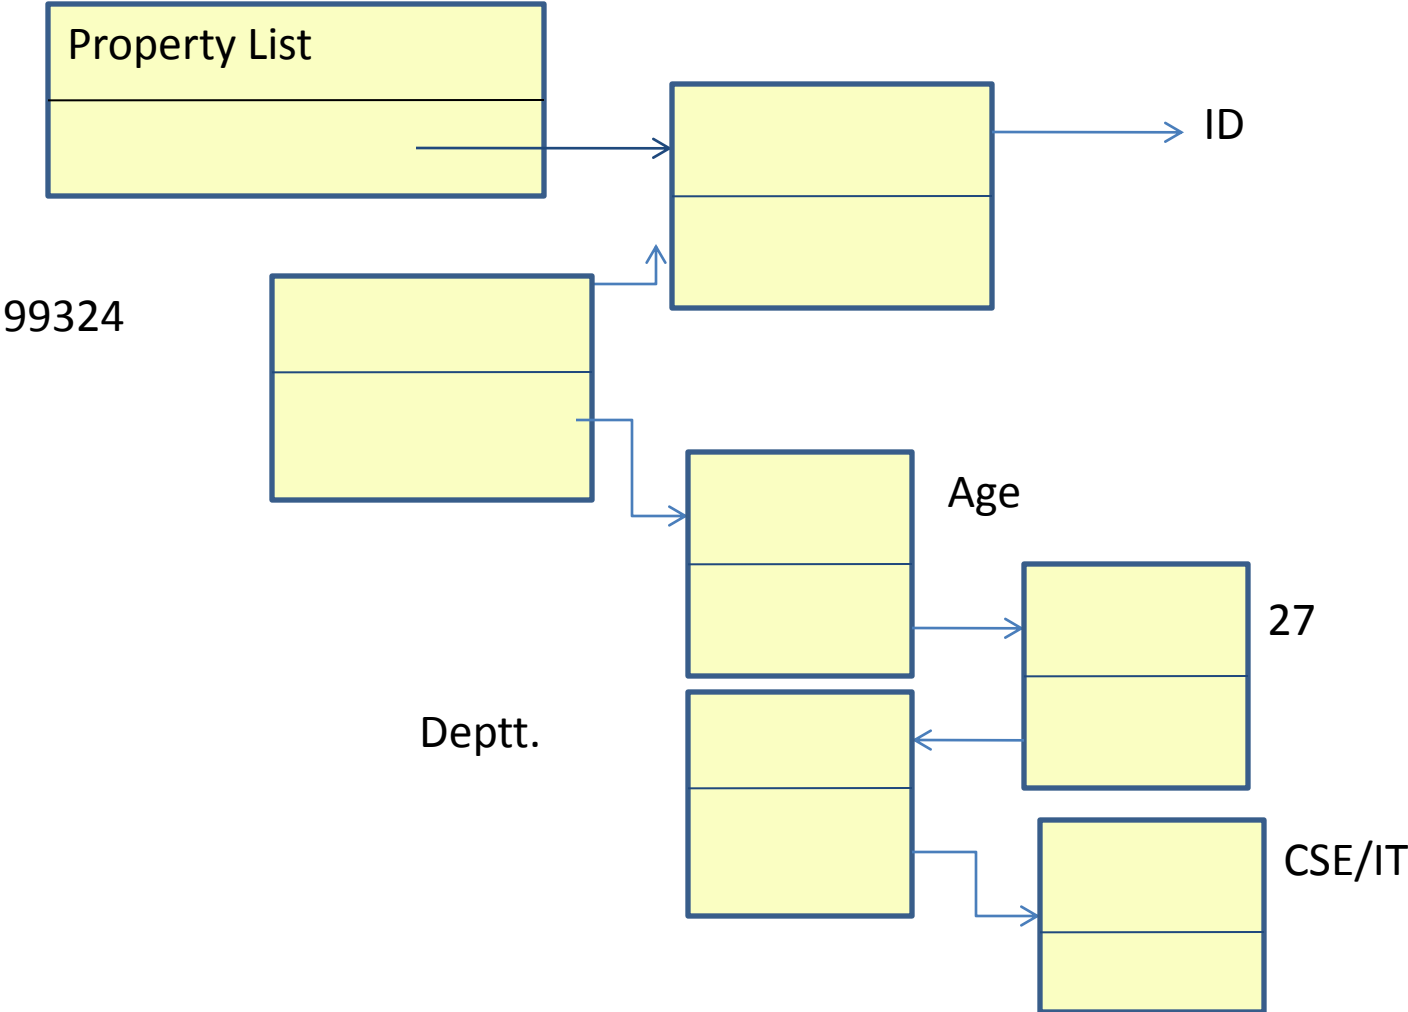 Property List
ID
99324
Age
27
Deptt.
CSE/IT